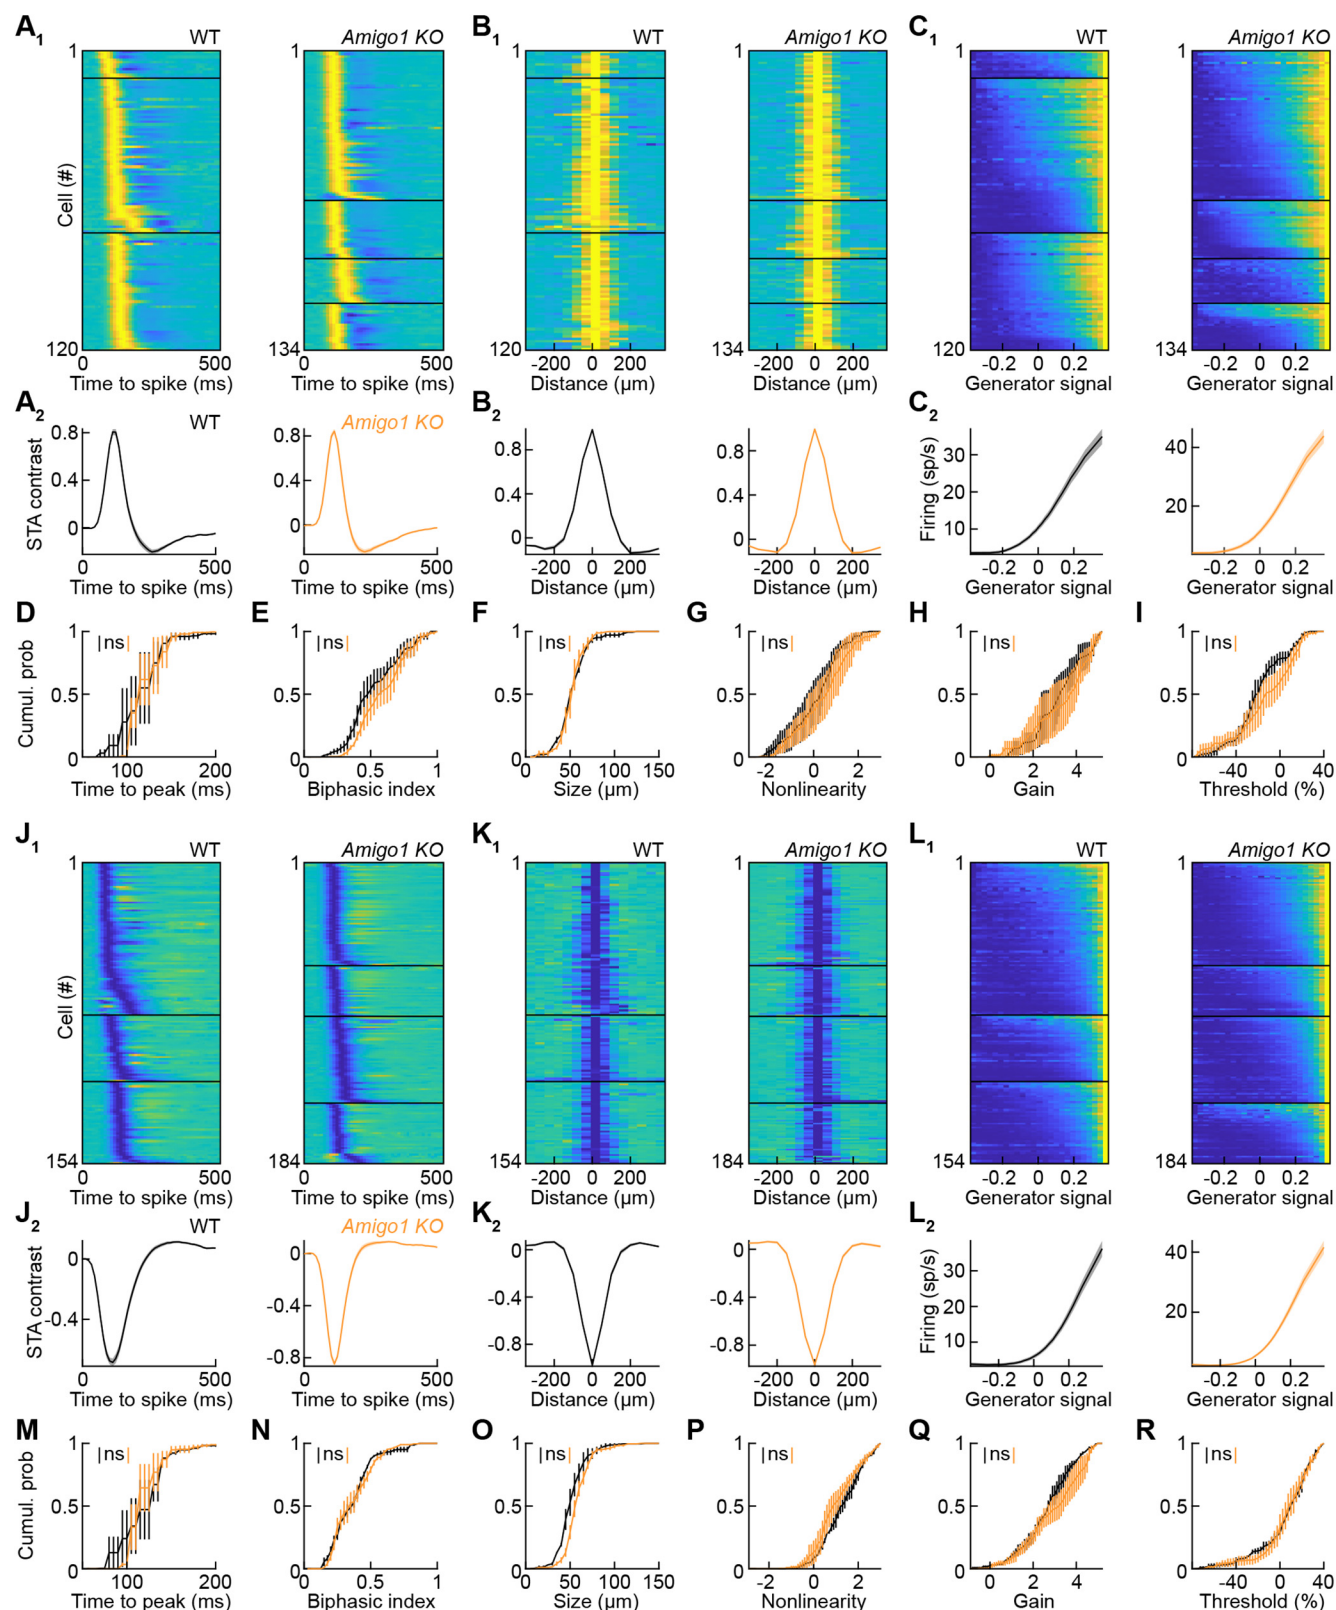 A1 WT Amigo1 KO B1 WT Amigo1 KO C1 WT Amigo1 KO
1 1 1 1 1 1
Cell (#)
120 134 120 134 120 134
0 500 0 500 -200 0 200 -200 0 200 -0.2 0 0.2 -0.2 0 0.2
Time to spike (ms) Time to spike (ms) Distance (µm) Distance (µm) Generator signal Generator signal
A2 WT Amigo1 KO B2 C2
STA contrast Firing (sp/s)
0.8 0.8 0.8 0.8 30 40
0.4 0.4 0.4 0.4 20 20
0 0 0 0 10
0 500 0 500 -200 0 200 -200 0 200 -0.2 0 0.2 -0.2 0 0.2
Time to spike (ms) Time to spike (ms) Distance (µm) Distance (µm) Generator signal Generator signal
D E F G H I
Cumul. prob
1 ns 1 ns 1 ns 1 ns 1 ns 1 ns
0.5 0.5 0.5 0.5 0.5 0.5
0 0 0 0 0 0
100 200 0 0.5 1 0 50 100 150 -2 0 2 0 2 4 -40 0 40
Time to peak (ms) Biphasic index Size (µm) Nonlinearity Gain Threshold (%)
J1 WT Amigo1 KO K1 WT Amigo1 KO L1 WT Amigo1 KO
1 1 1 1 1 1
Cell (#)
154 184 154 184 154 184
0 500 0 500 -200 0 200 -200 0 200 -0.2 0 0.2 -0.2 0 0.2
Time to spike (ms) Time to spike (ms) Distance (µm) Distance (µm) Generator signal Generator signal
J2 WT Amigo1 KO K2 L2
STA contrast Firing (sp/s)
0 0 0 0 30 40
-0.4 -0.4 -0.4 -0.4 20 20
-0.8 -0.8 -0.8 10
0 500 0 500 -200 0 200 -200 0 200 -0.2 0 0.2 -0.2 0 0.2
Time to spike (ms) Time to spike (ms) Distance (µm) Distance (µm) Generator signal Generator signal
M N O P Q R
Cumul. prob
1 ns 1 ns 1 ns 1 ns 1 ns 1 ns
0.5 0.5 0.5 0.5 0.5 0.5
0 0 0 0 0 0
100 200 0 0.5 1 0 50 100 150 -2 0 2 0 2 4 -40 0 40
Time to peak (ms) Biphasic index Size (µm) Nonlinearity Gain Threshold (%)